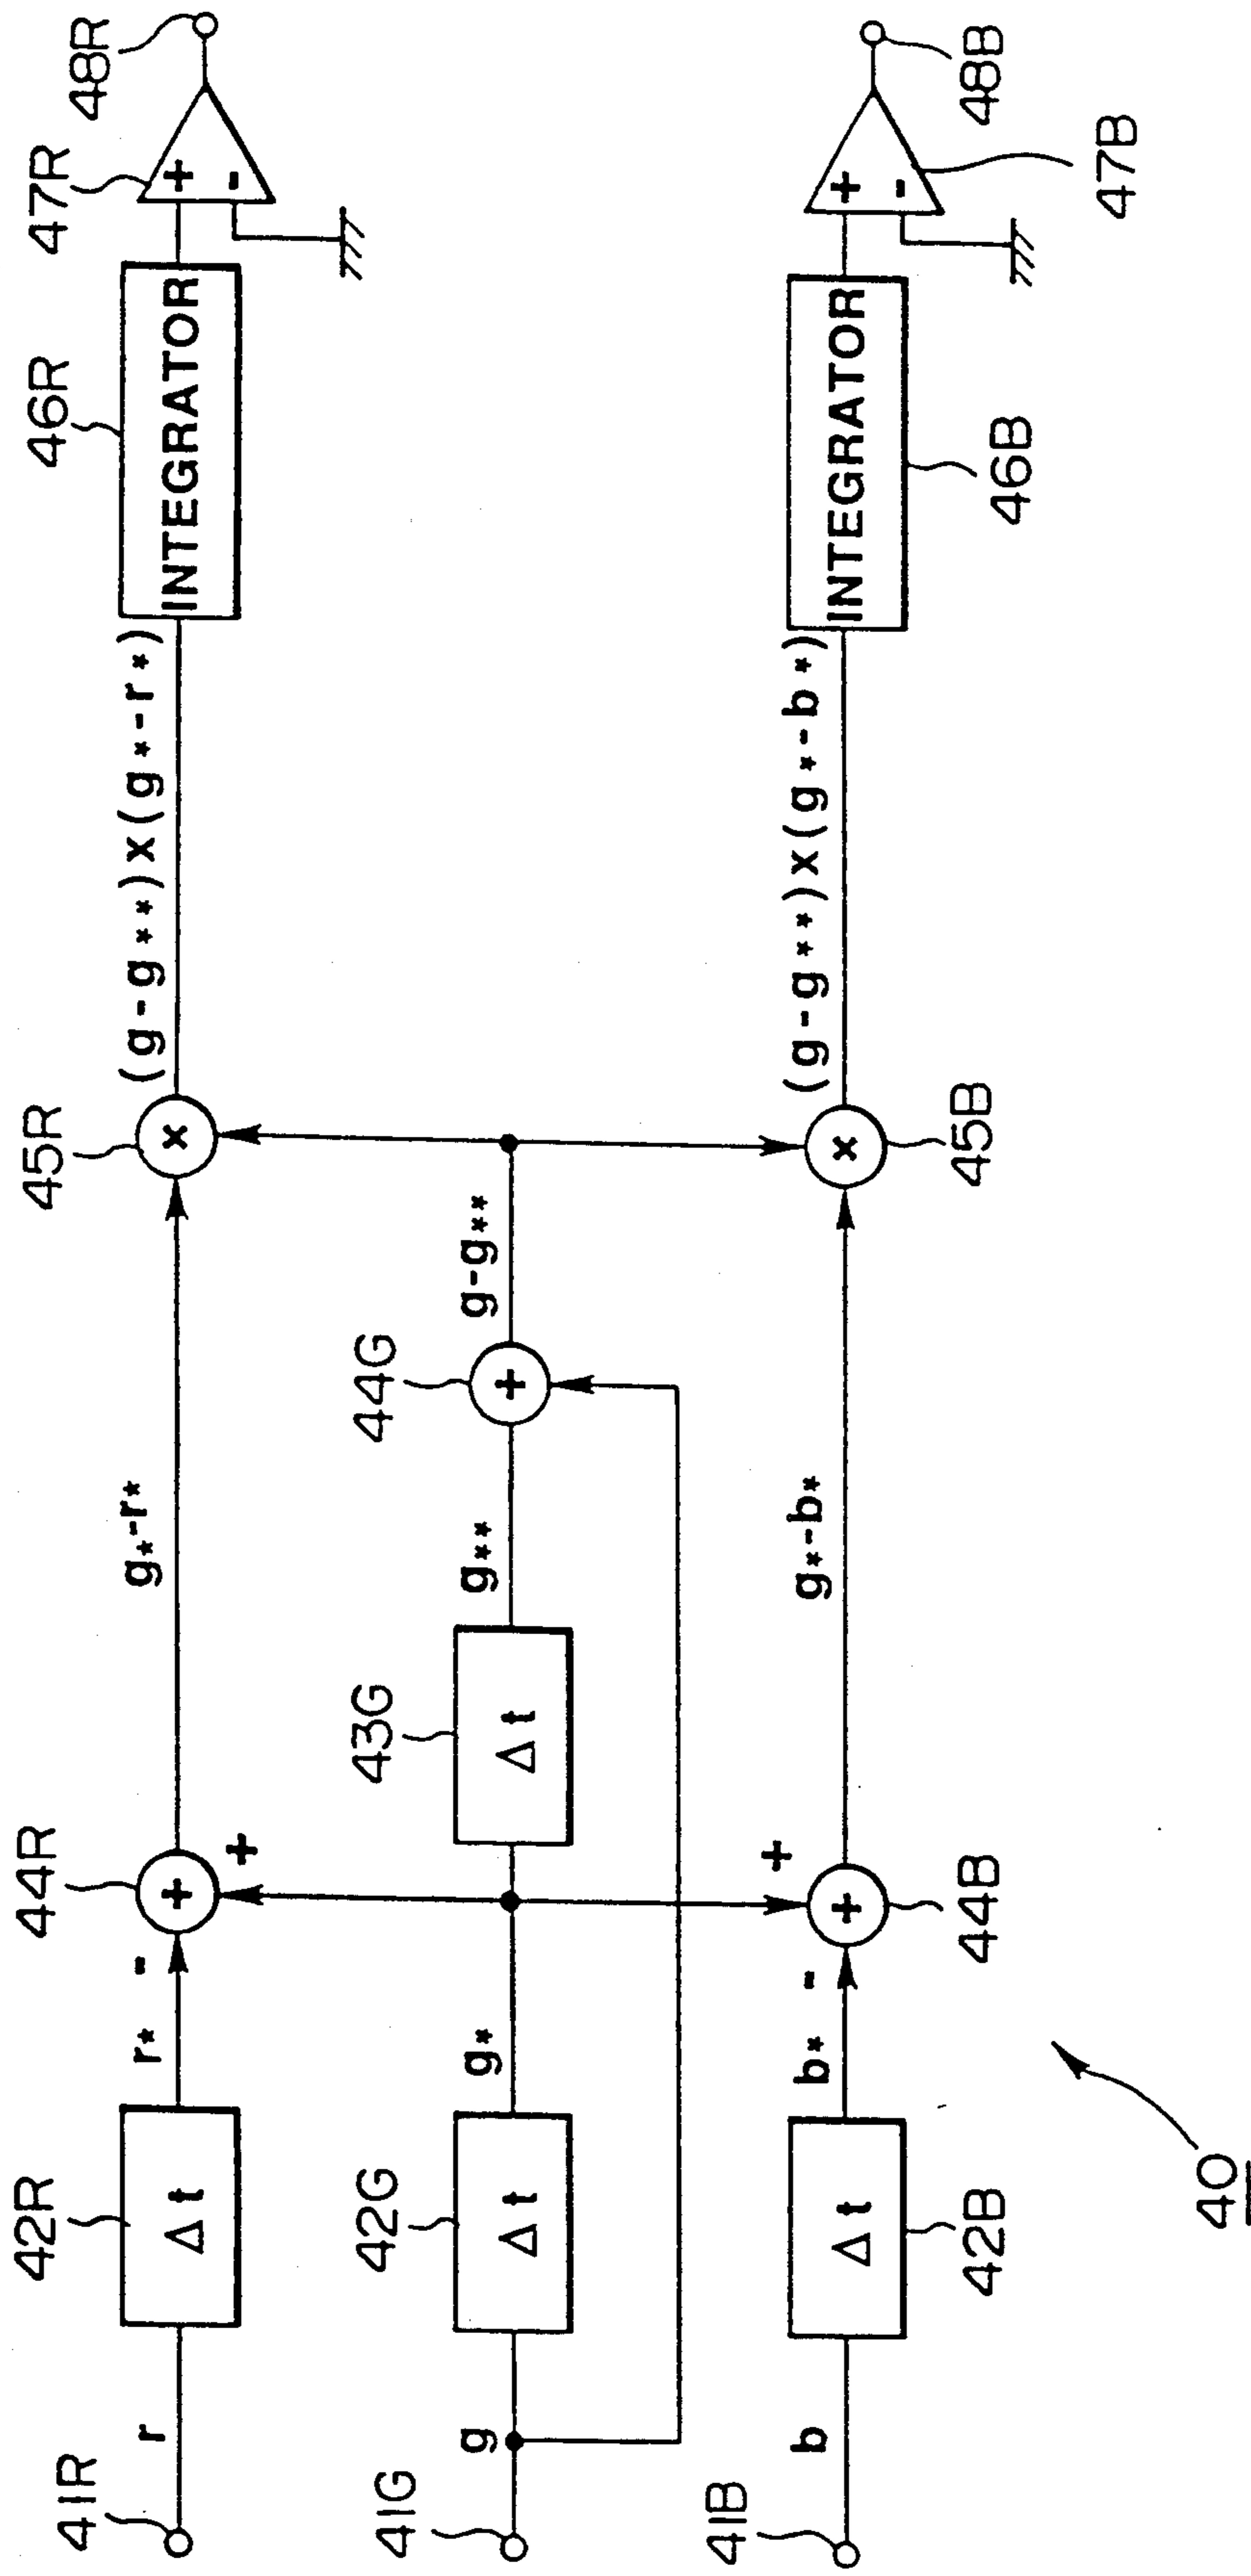 41R
r
42R
Δt
r*
-
44R
+
+
g*-r*
45R
x
(g-g**)x(g*-r*)
46R
INTEGRATOR
47R
+
-
48R
41G
g
42G
Δt
g*
43G
Δt
g**
44G
+
g-g**
41B
b
42B
Δt
b*
-
44B
+
+
g*-b*
45B
x
(g-g**)x(g*-b*)
46B
INTEGRATOR
47B
+
-
48B
40